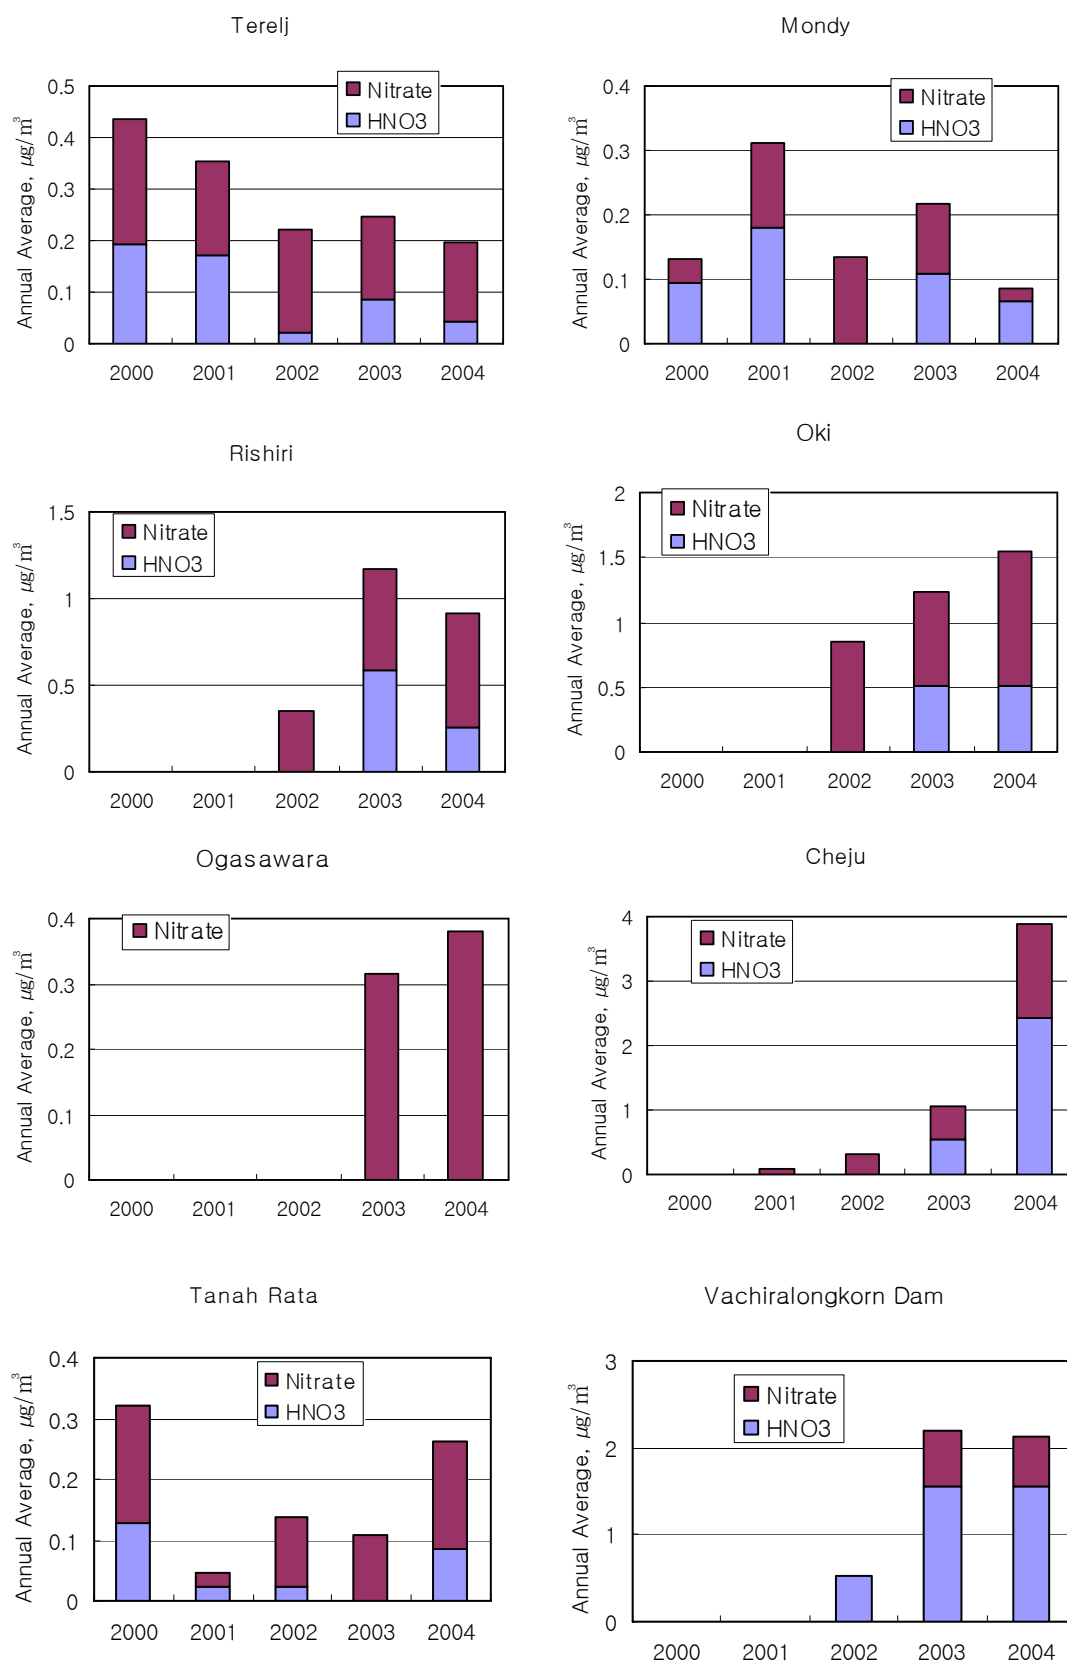 Terelj
Annual Average, μg/m³
0.5
0.4
0.3
0.2
0.1
0
Nitrate
HNO3
2000 2001 2002 2003 2004
Mondy
Annual Average, μg/m³
0.4
0.3
0.2
0.1
0
Nitrate
HNO3
2000 2001 2002 2003 2004
Rishiri
Annual Average, μg/m³
1.5
1
0.5
0
Nitrate
HNO3
2000 2001 2002 2003 2004
Oki
Annual Average, μg/m³
2
1.5
1
0.5
0
Nitrate
HNO3
2000 2001 2002 2003 2004
Ogasawara
Annual Average, μg/m³
0.4
0.3
0.2
0.1
0
Nitrate
2000 2001 2002 2003 2004
Cheju
Annual Average, μg/m³
4
3
2
1
0
Nitrate
HNO3
2000 2001 2002 2003 2004
Tanah Rata
Annual Average, μg/m³
0.4
0.3
0.2
0.1
0
Nitrate
HNO3
2000 2001 2002 2003 2004
Vachiralongkorn Dam
Annual Average, μg/m³
3
2
1
0
Nitrate
HNO3
2000 2001 2002 2003 2004